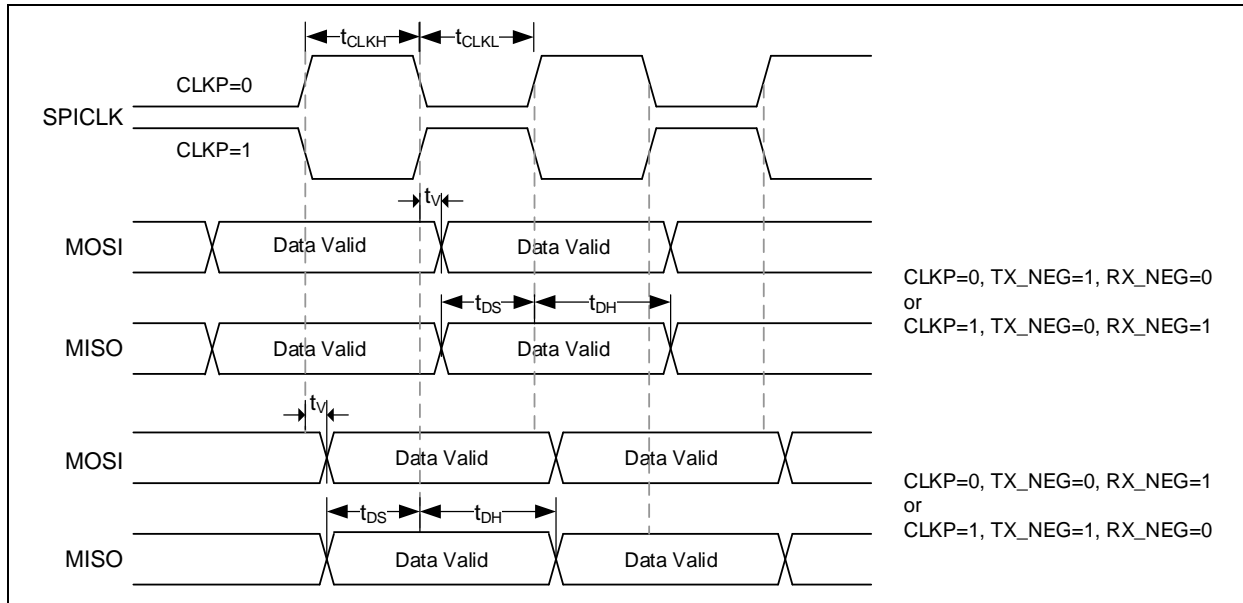 tCLKH
tCLKL
CLKP=0
SPICLK
CLKP=1
tV
MOSI
Data Valid
Data Valid
tDS
tDH
MISO
Data Valid
Data Valid
CLKP=0, TX_NEG=1, RX_NEG=0
or
CLKP=1, TX_NEG=0, RX_NEG=1
tV
MOSI
Data Valid
Data Valid
tDS
tDH
MISO
Data Valid
Data Valid
CLKP=0, TX_NEG=0, RX_NEG=1
or
CLKP=1, TX_NEG=1, RX_NEG=0